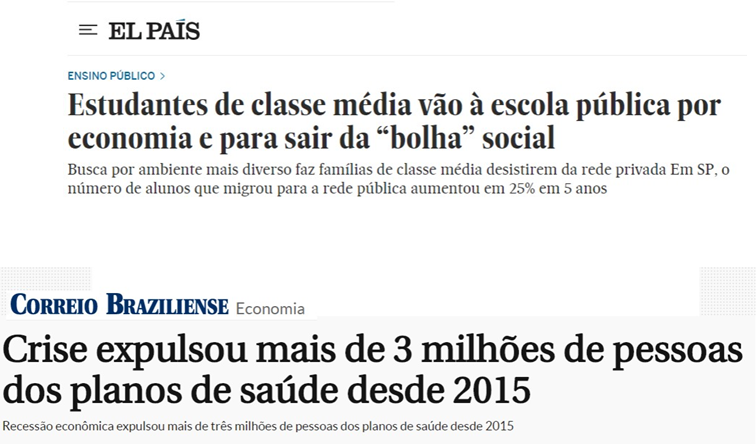 EL PAÍS
ENSINO PÚBLICO >
Estudantes de classe média vão à escola pública por
economia e para sair da “bolha” social
Busca por ambiente mais diverso faz famílias de classe média desistirem da rede privada Em SP, o
número de alunos que migrou para a rede pública aumentou em 25% em 5 anos
CORREIO BRAZILIENSE Economia
Crise expulsou mais de 3 milhões de pessoas
dos planos de saúde desde 2015
Recessão econômica expulsou mais de três milhões de pessoas dos planos de saúde desde 2015